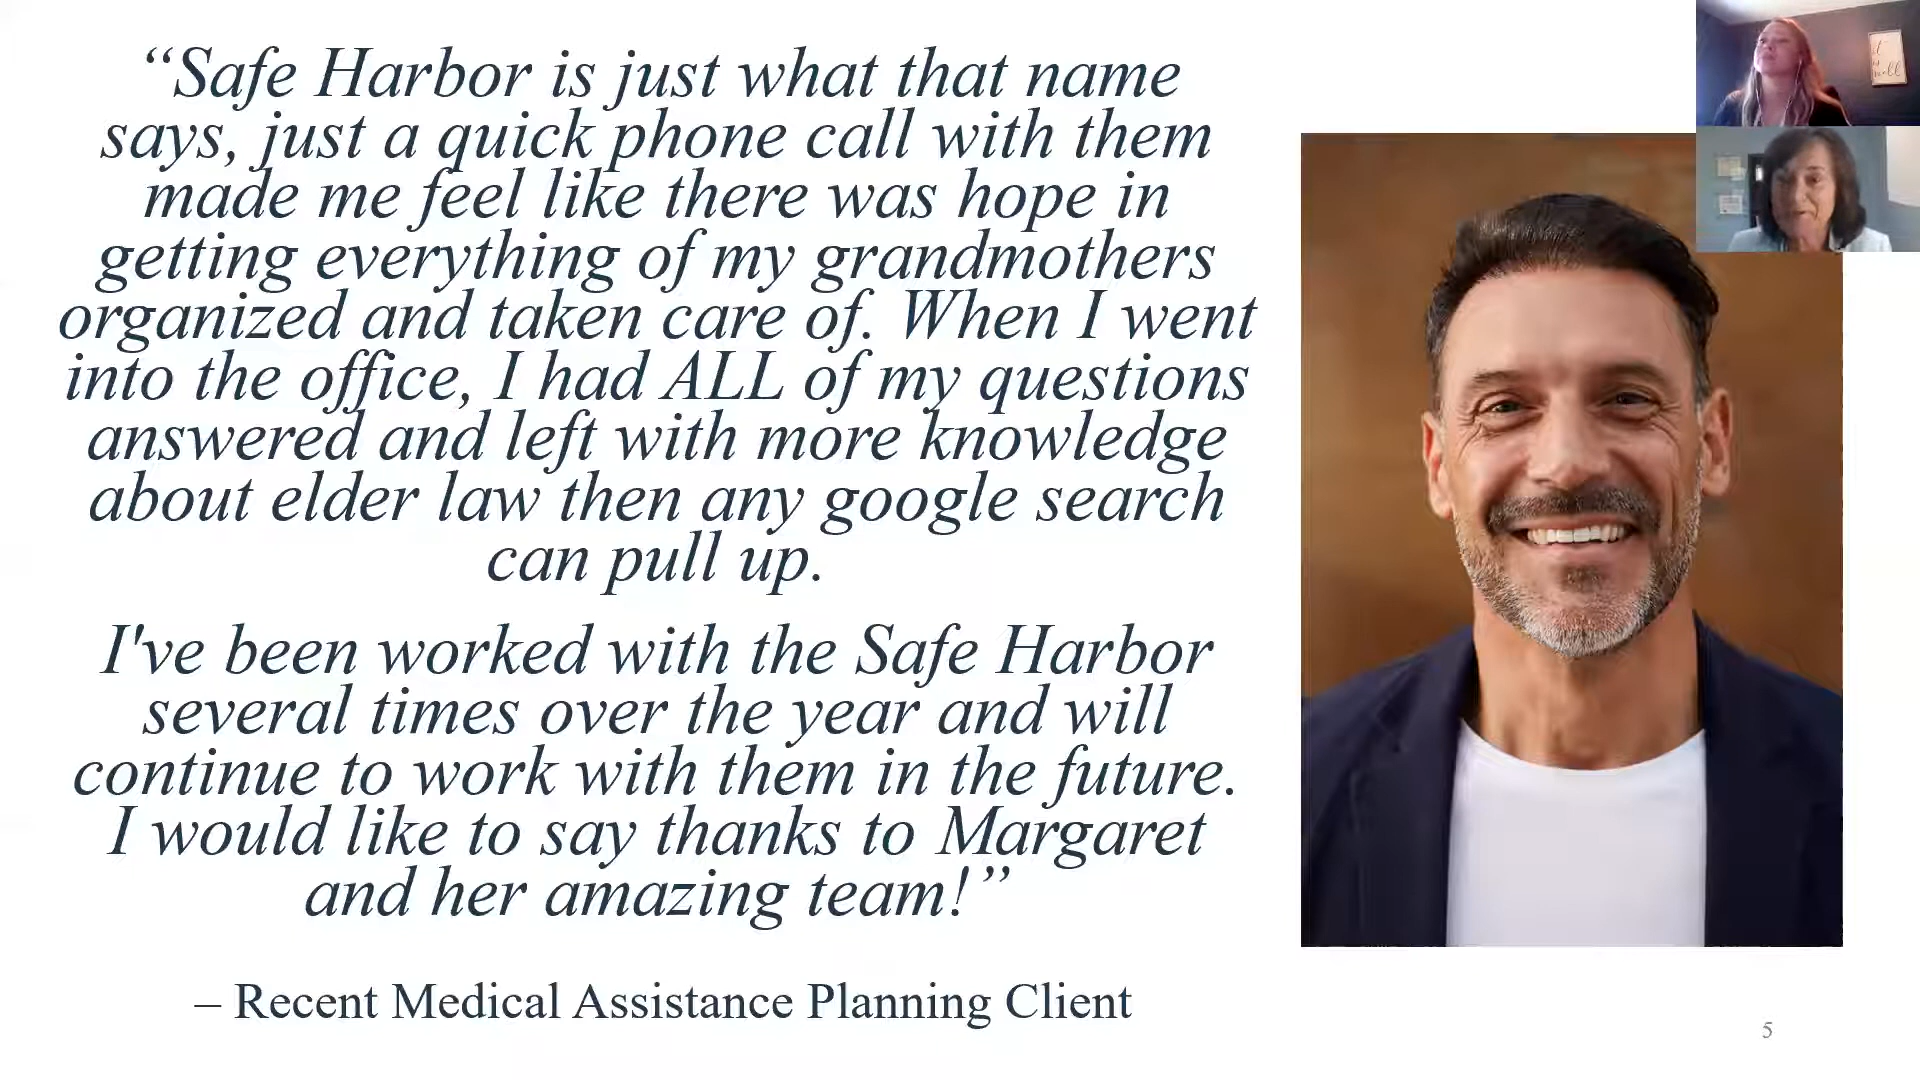 “Safe Harbor is just what that name
says, just a quick phone call with them
made me feel like there was hope in
getting everything of my grandmothers
organized and taken care of. When I went
into the office, I had ALL of my questions
answered and left with more knowledge
about elder law then any google search
can pull up.
I've been worked with the Safe Harbor
several times over the year and will
continue to work with them in the future.
I would like to say thanks to Margaret
and her amazing team!”
– Recent Medical Assistance Planning Client
it
is
well
5